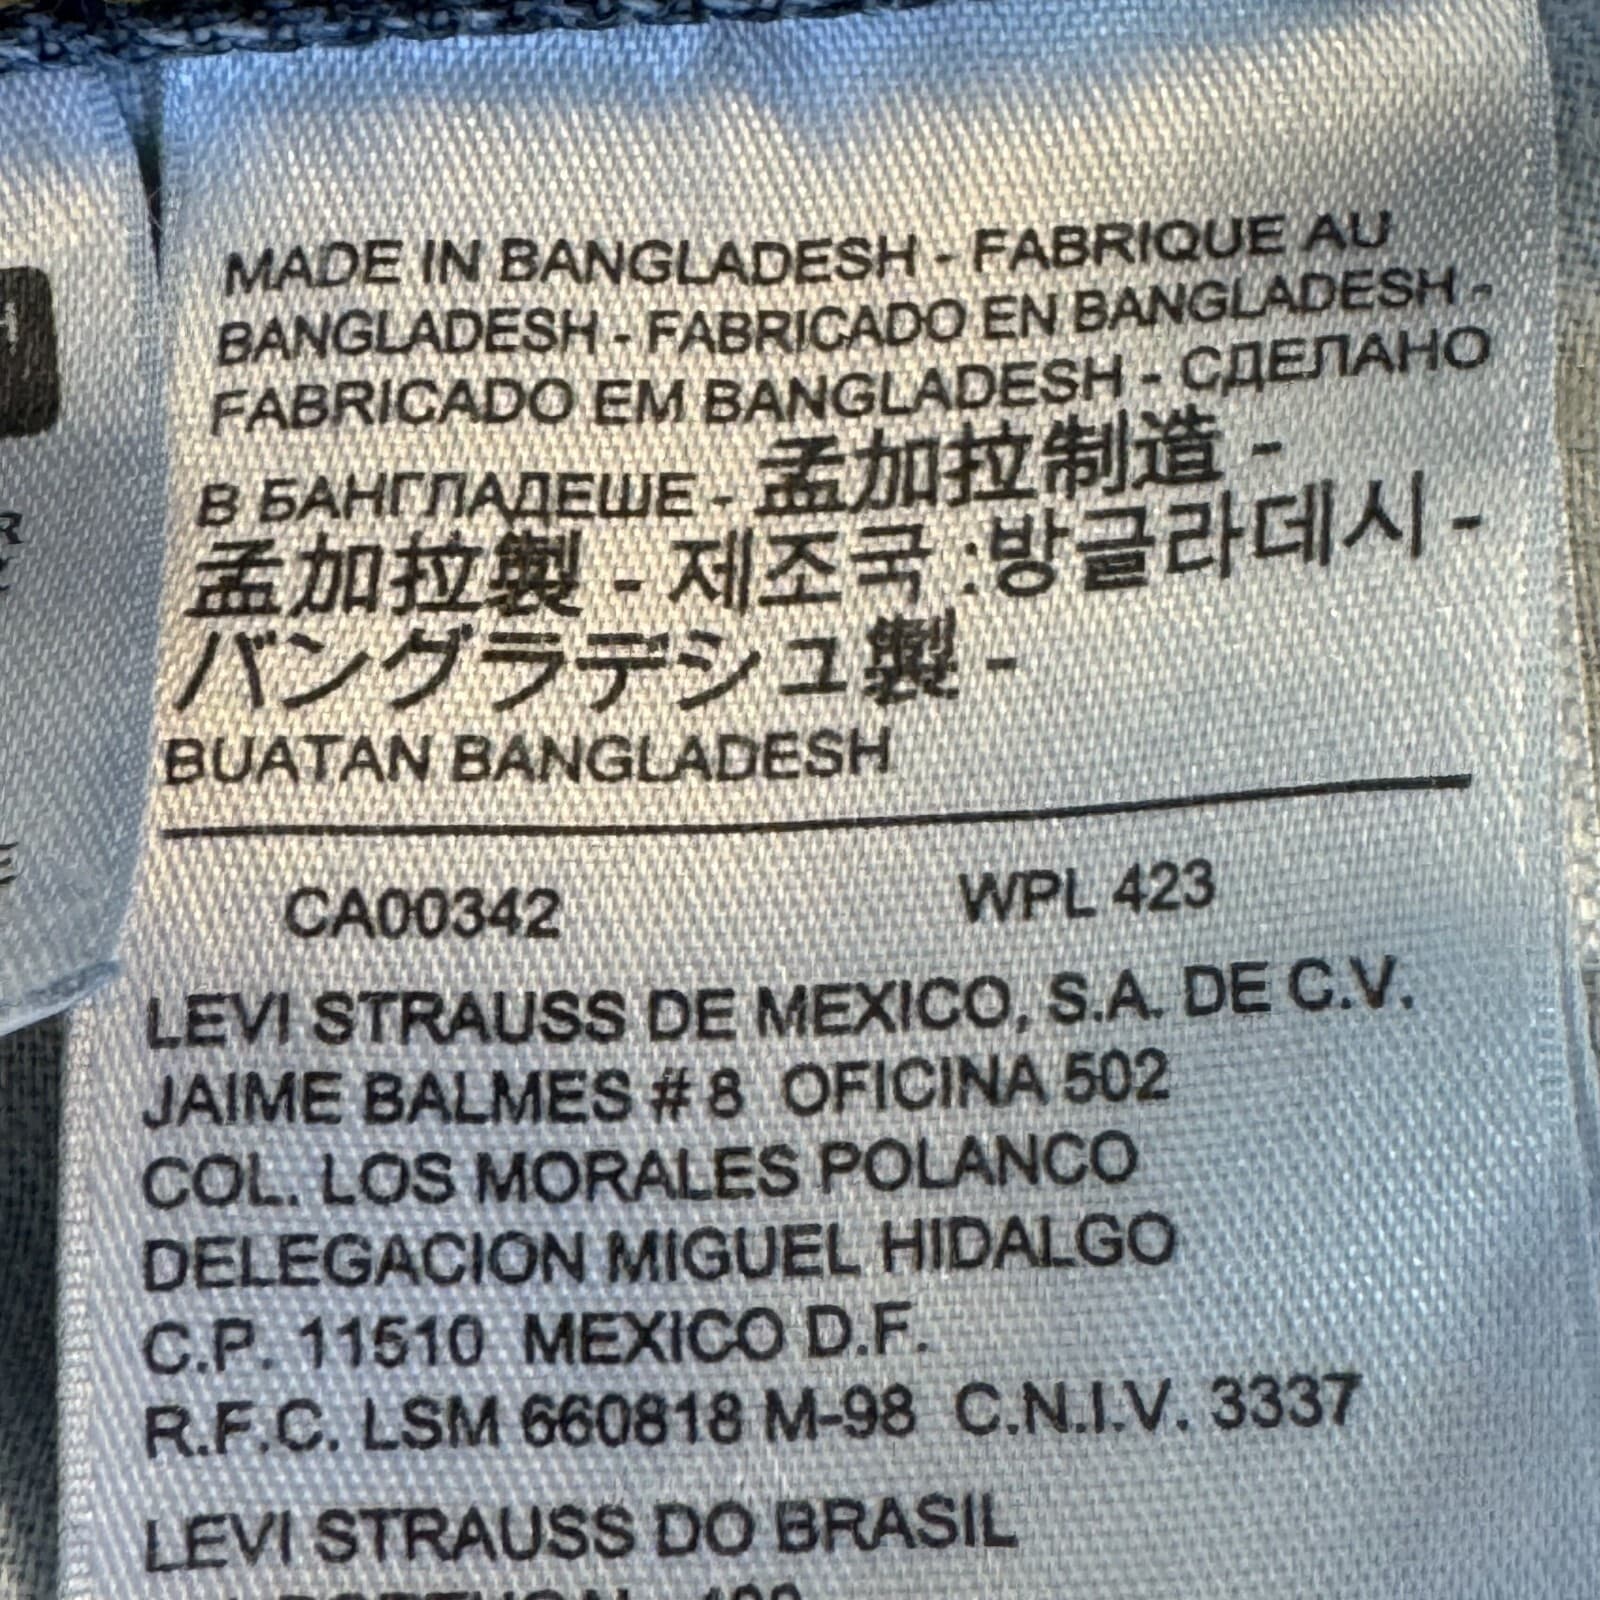 MADE IN BANGLADESH - FABRIQUE AU
BANGLADESH - FABRICADO EN BANGLADESH -
FABRICADO EM BANGLADESH - СДЕЛАНО
В БАНГЛАДЕШЕ - 孟加拉制造 -
孟加拉製 - 제조국 :방글라데시 -
バングラデシュ製 -
BUATAN BANGLADESH
CA00342 WPL 423
LEVI STRAUSS DE MEXICO, S.A. DE C.V.
JAIME BALMES # 8 OFICINA 502
COL. LOS MORALES POLANCO
DELEGACION MIGUEL HIDALGO
C.P. 11510 MEXICO D.F.
R.F.C. LSM 660818 M-98 C.N.I.V. 3337
LEVI STRAUSS DO BRASIL